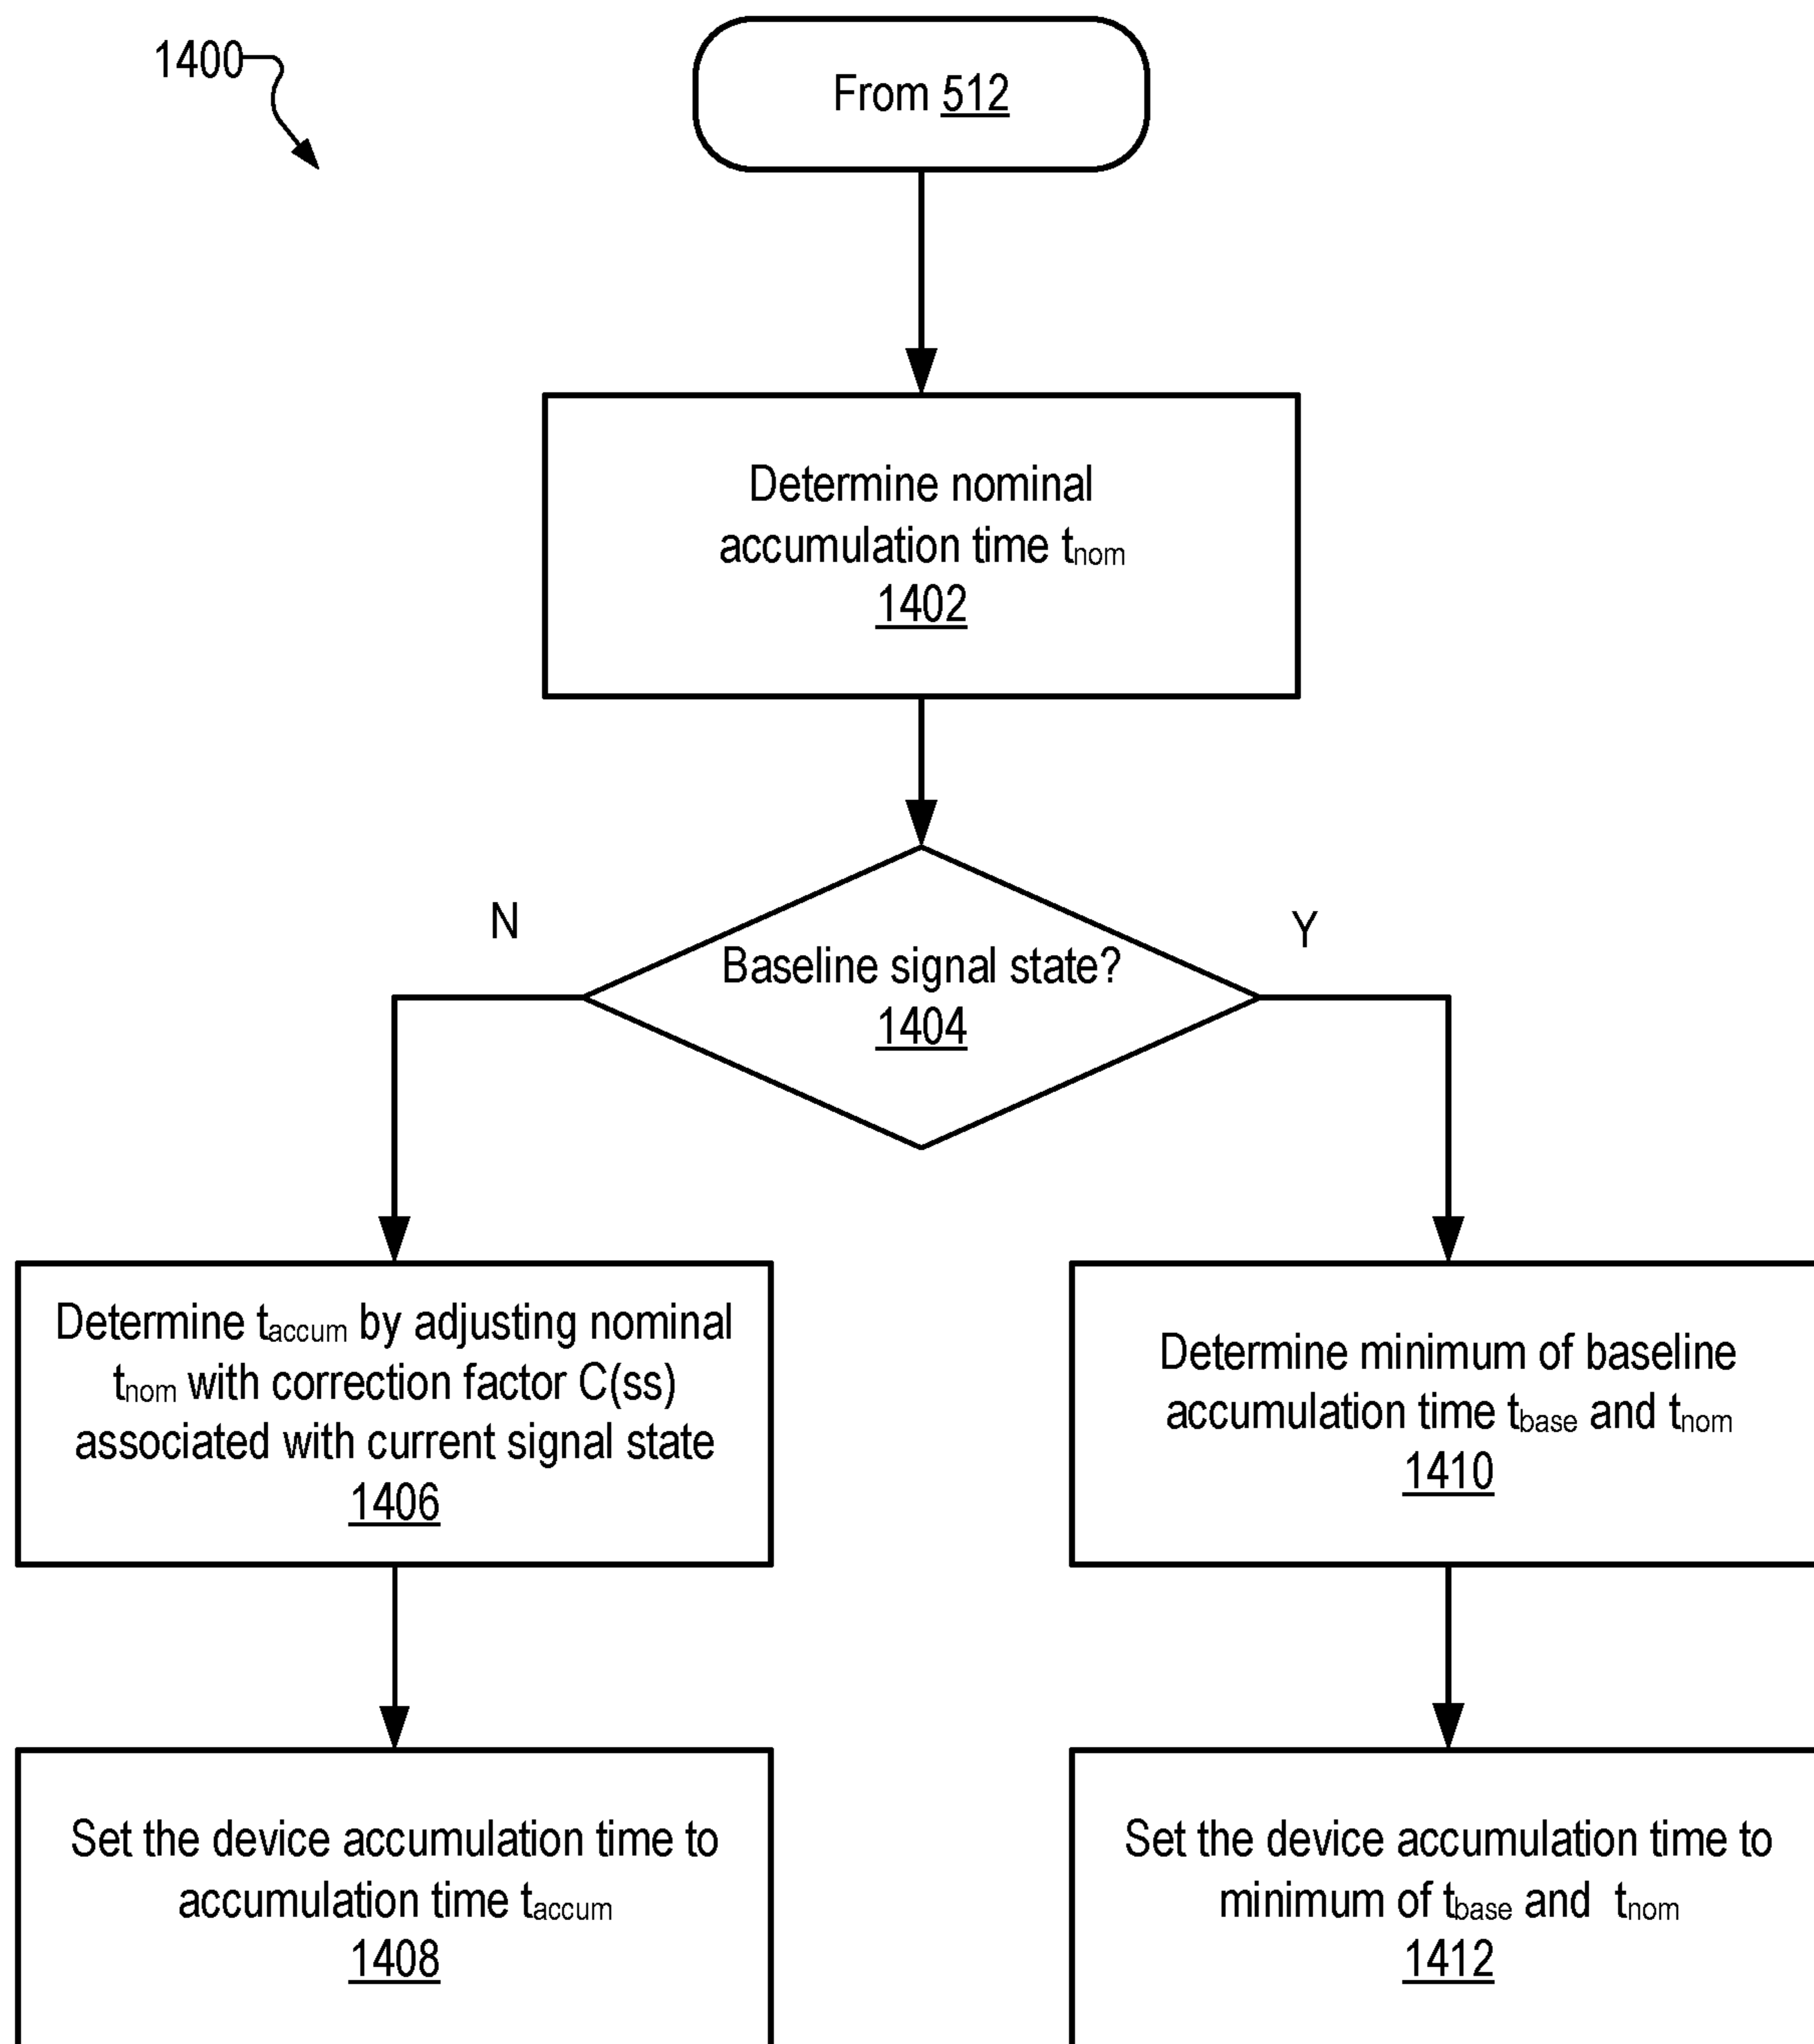 1400
From 512
Determine nominal
accumulation time tnom
1402
N
Y
Baseline signal state?
1404
Determine taccum by adjusting nominal
tnom with correction factor C(ss)
associated with current signal state
1406
Determine minimum of baseline
accumulation time tbase and tnom
1410
Set the device accumulation time to
accumulation time taccum
1408
Set the device accumulation time to
minimum of tbase and tnom
1412